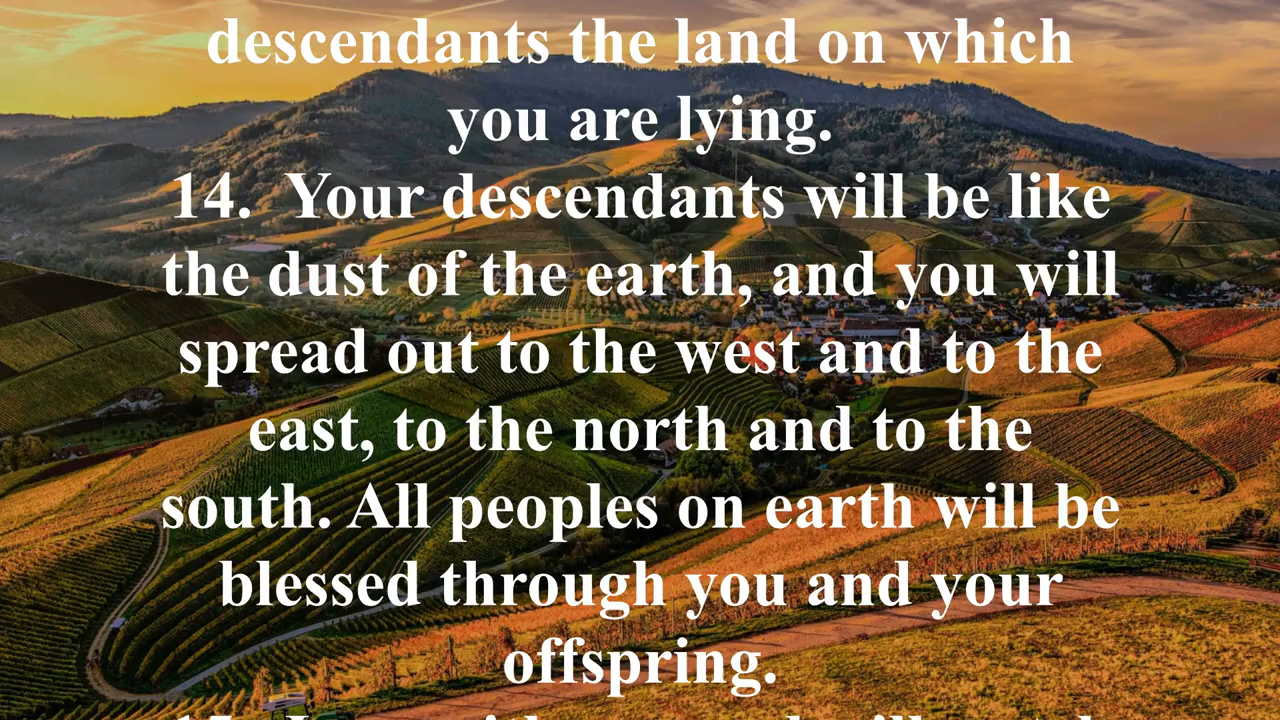 descendants the land on which
you are lying.
14. Your descendants will be like
the dust of the earth, and you will
spread out to the west and to the
east, to the north and to the
south. All peoples on earth will be
blessed through you and your
offspring.